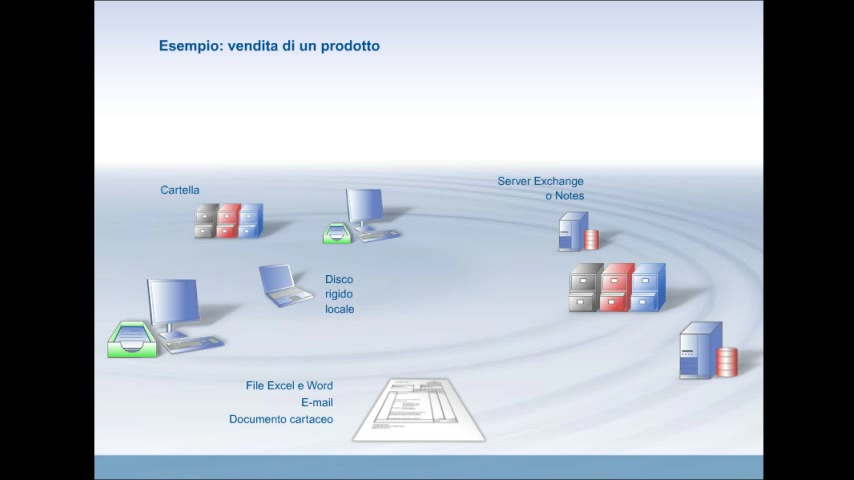 Esempio: vendita di un prodotto
Cartella
Server Exchange
o Notes
Disco
rigido
locale
File Excel e Word
E-mail
Documento cartaceo